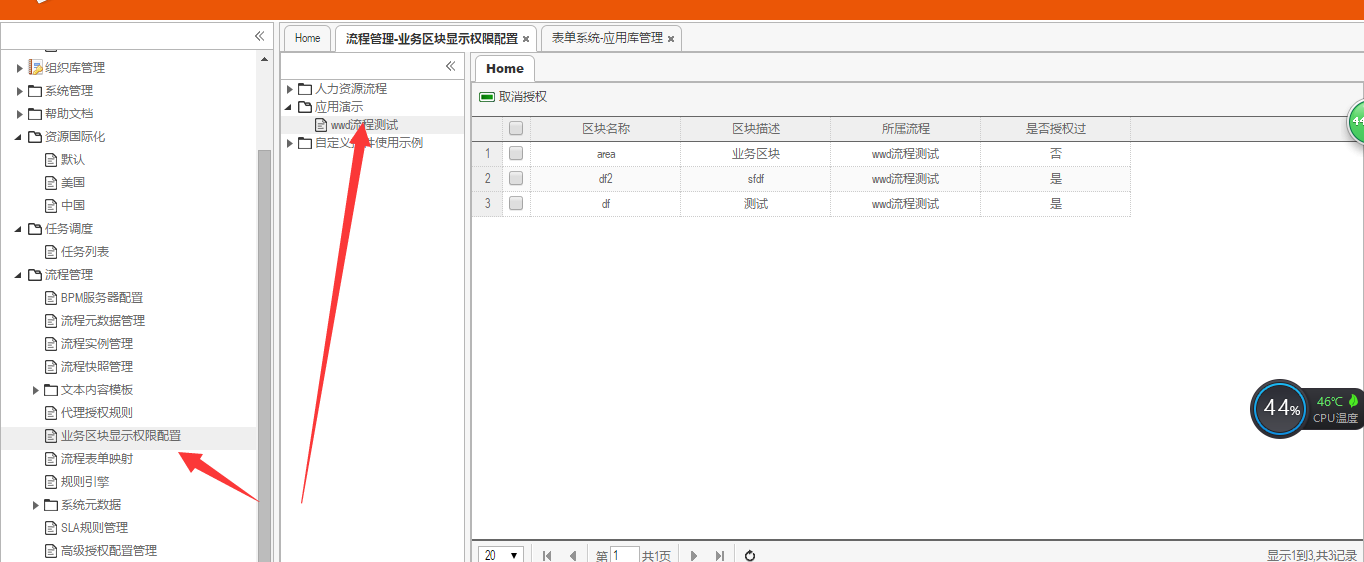 Home
流程管理-业务区块显示权限配置
表单系统-应用库管理
组织库管理
系统管理
帮助文档
资源国际化
默认
美国
中国
任务调度
任务列表
流程管理
BPM服务器配置
流程元数据管理
流程实例管理
流程快照管理
文本内容模板
代理授权规则
业务区块显示权限配置
流程表单映射
规则引擎
系统元数据
SLA规则管理
高级授权配置管理
人力资源流程
应用演示
wwd流程测试
自定义 件使用示例
Home
取消授权
区块名称 区块描述 所属流程 是否授权过
1 area 业务区块 wwd流程测试 否
2 df2 sfdf wwd流程测试 是
3 df 测试 wwd流程测试 是
20 第 1 共1页 显示1到3,共3记录
44
44% 46℃
CPU温度